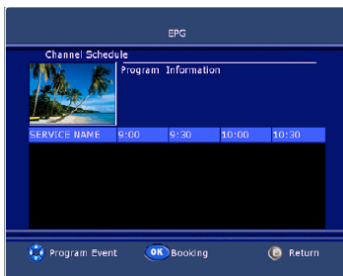 EPG
Channel Schedule
Program Information
SERVICE NAME 9:00 9:30 10:00 10:30
Program Event OK Booking Return